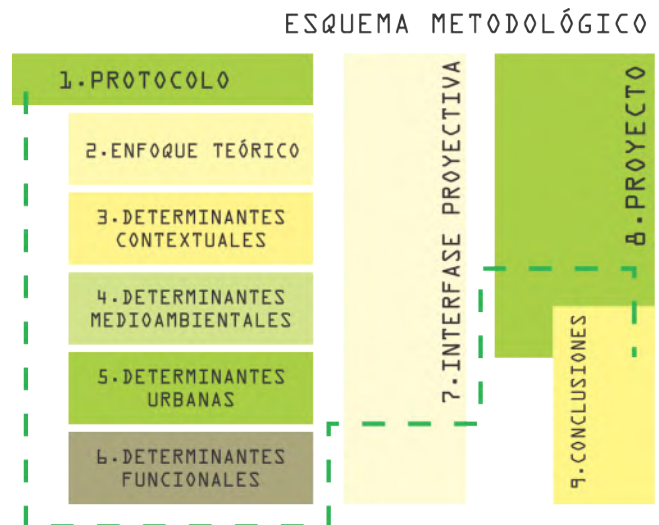 ESQUEMA METODOLÓGICO
1.PROTOCOLO
2.ENFOQUE TEÓRICO
3.DETERMINANTES
CONTEXTUALES
4.DETERMINANTES
MEDIOAMBIENTALES
5.DETERMINANTES
URBANAS
6.DETERMINANTES
FUNCIONALES
7.INTERFASE PROYECTIVA
8.PROYECTO
9.CONCLUSIONES